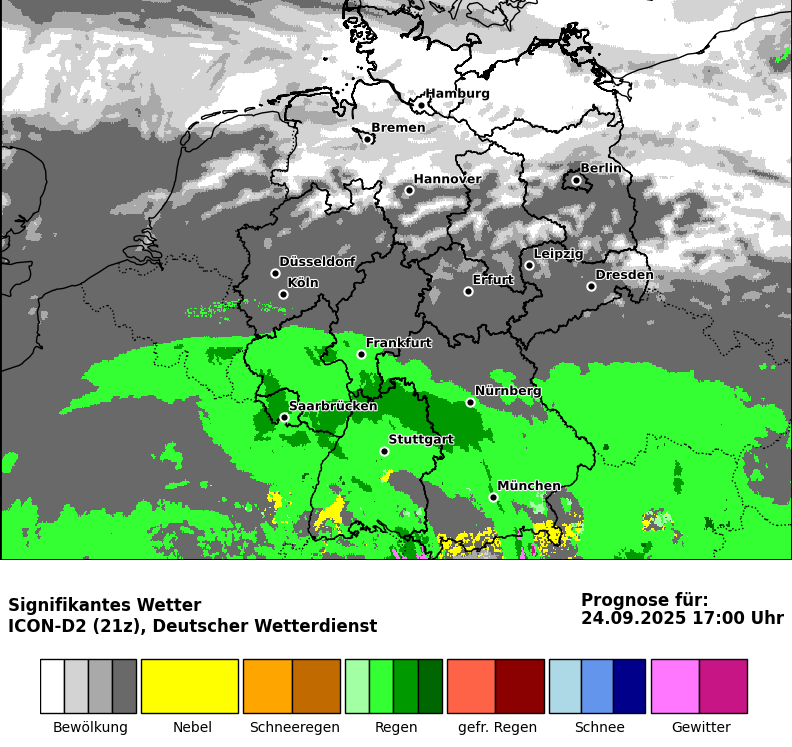 Hamburg
Bremen
Hannover
Berlin
Düsseldorf
Köln
Leipzig
Erfurt
Dresden
Frankfurt
Nürnberg
Saarbrücken
Stuttgart
München
Signifikantes Wetter
ICON-D2 (21z), Deutscher Wetterdienst
Prognose für:
24.09.2025 17:00 Uhr
Bewölkung
Nebel
Schneeregen
Regen
gefr. Regen
Schnee
Gewitter